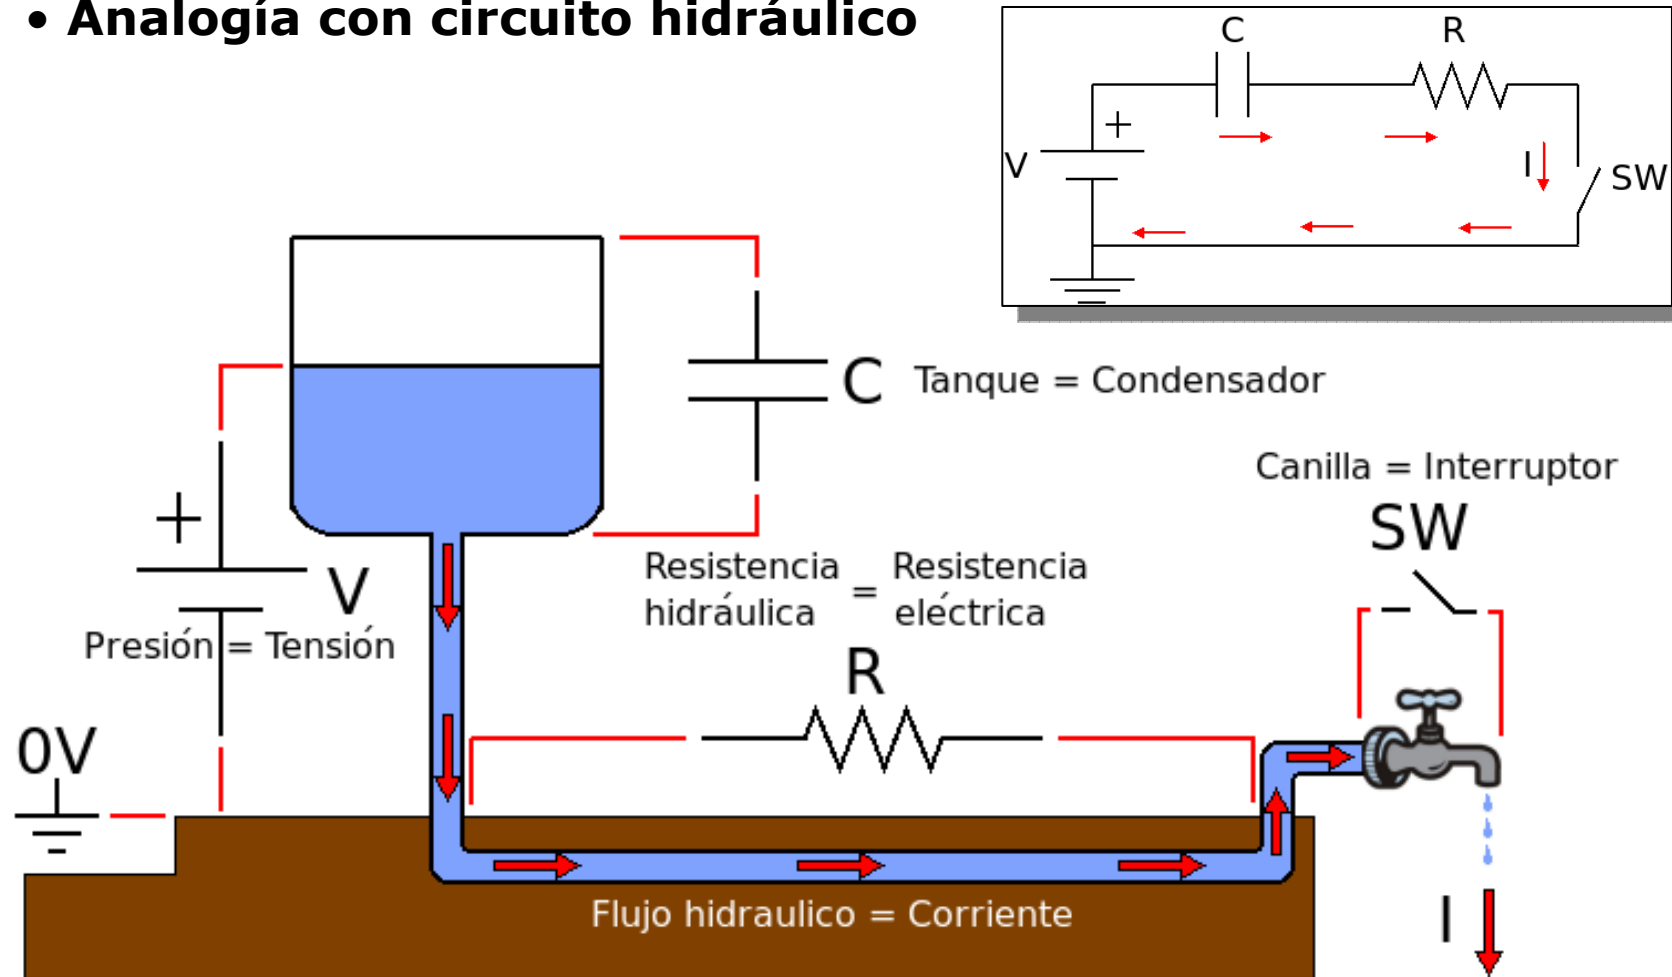 • Analogía con circuito hidráulico
C
R
+
V
I
SW
C
Tanque = Condensador
Canilla = Interruptor
SW
+
V
Presión = Tensión
Resistencia hidráulica = Resistencia eléctrica
R
0V
Flujo hidraulico = Corriente
I